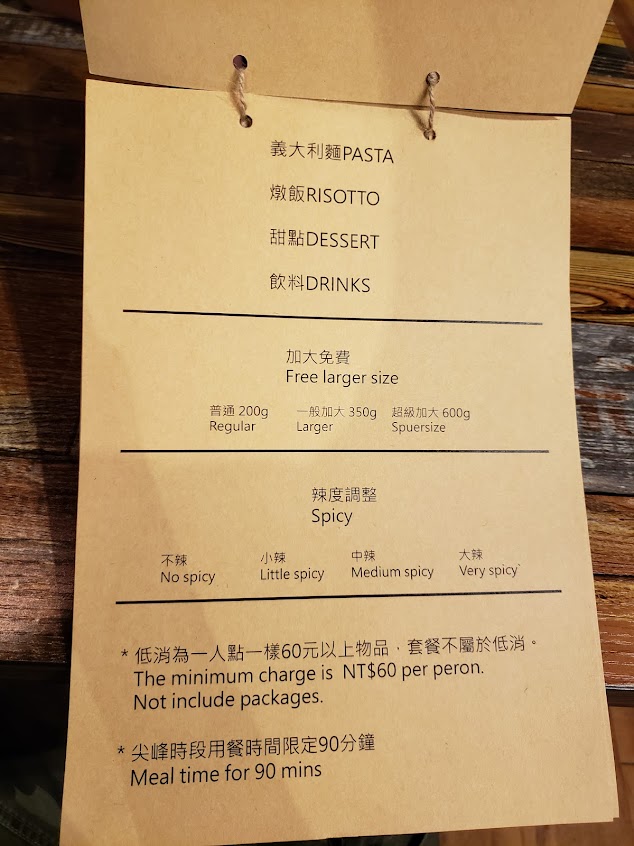 義大利麵PASTA
燉飯RISOTTO
甜點DESSERT
飲料DRINKS
加大免費
Free larger size
普通 200g 一般加大 350g 超級加大 600g
Regular Larger Spuersize
辣度調整
Spicy
不辣 小辣 中辣 大辣
No spicy Little spicy Medium spicy Very spicy
* 低消為一人點一樣60元以上物品，套餐不屬於低消。
The minimum charge is NT$60 per peron.
Not include packages.
* 尖峰時段用餐時間限定90分鐘
Meal time for 90 mins